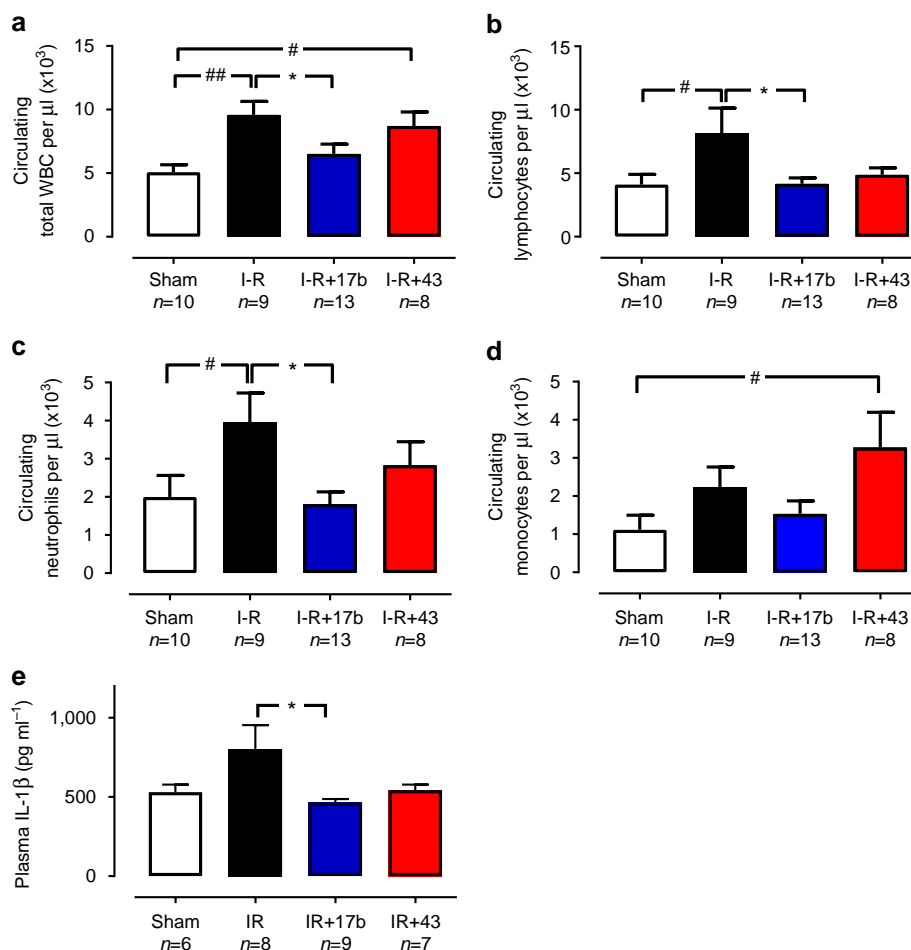 a
Circulating
total WBC per µl (x10³)
15
10
5
0
#
##
*
Sham
n=10
I-R
n=9
I-R+17b
n=13
I-R+43
n=8
b
Circulating
lymphocytes per µl (x10³)
15
10
5
0
#
*
Sham
n=10
I-R
n=9
I-R+17b
n=13
I-R+43
n=8
c
Circulating
neutrophils per µl (x10³)
5
4
3
2
1
0
#
*
Sham
n=10
I-R
n=9
I-R+17b
n=13
I-R+43
n=8
d
Circulating
monocytes per µl (x10³)
5
4
3
2
1
0
#
Sham
n=10
I-R
n=9
I-R+17b
n=13
I-R+43
n=8
e
Plasma IL-1β (pg ml⁻¹)
1,000
500
0
*
Sham
n=6
IR
n=8
IR+17b
n=9
IR+43
n=7